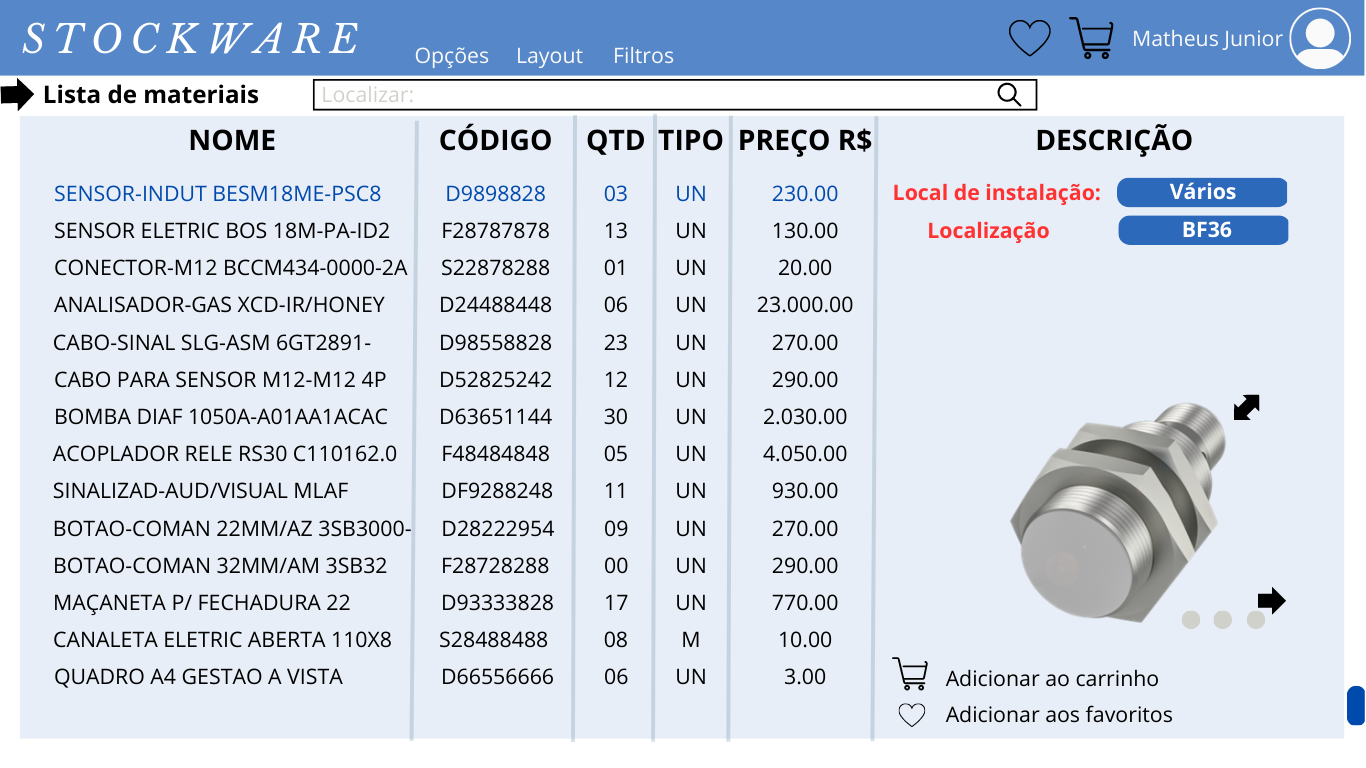 STOCKWARE
Opções Layout Filtros
Matheus Junior
Lista de materiais
Localizar:
NOME CÓDIGO QTD TIPO PREÇO R$ DESCRIÇÃO
SENSOR-INDUT BESM18ME-PSC8 D9898828 03 UN 230.00
Local de instalação: Vários
SENSOR ELETRIC BOS 18M-PA-ID2 F28787878 13 UN 130.00
Localização BF36
CONECTOR-M12 BCCM434-0000-2A S22878288 01 UN 20.00
ANALISADOR-GAS XCD-IR/HONEY D24488448 06 UN 23.000.00
CABO-SINAL SLG-ASM 6GT2891- D98558828 23 UN 270.00
CABO PARA SENSOR M12-M12 4P D52825242 12 UN 290.00
BOMBA DIAF 1050A-A01AA1ACAC D63651144 30 UN 2.030.00
ACOPLADOR RELE RS30 C110162.0 F48484848 05 UN 4.050.00
SINALIZAD-AUD/VISUAL MLAF DF9288248 11 UN 930.00
BOTAO-COMAN 22MM/AZ 3SB3000- D28222954 09 UN 270.00
BOTAO-COMAN 32MM/AM 3SB32 F28728288 00 UN 290.00
MAÇANETA P/ FECHADURA 22 D93333828 17 UN 770.00
CANALETA ELETRIC ABERTA 110X8 S28488488 08 M 10.00
QUADRO A4 GESTAO A VISTA D66556666 06 UN 3.00
Adicionar ao carrinho
Adicionar aos favoritos